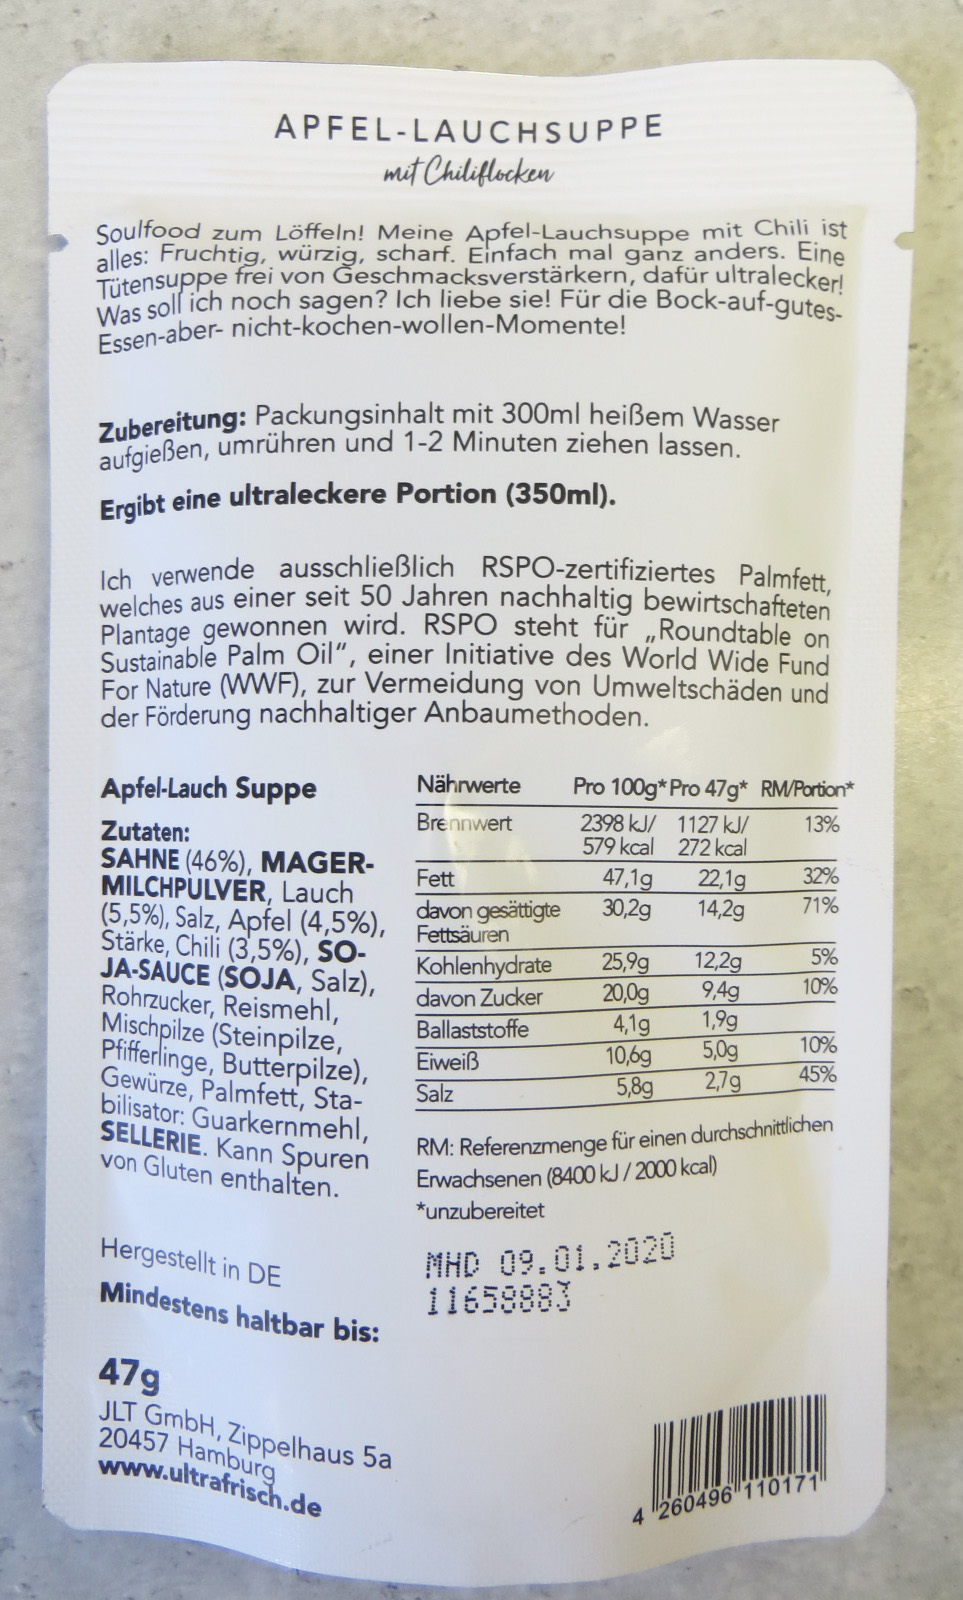 APFEL-LAUCHSUPPE
mit Chiliflocken
Soulfood zum Löffeln! Meine Apfel-Lauchsuppe mit Chili ist
alles: Fruchtig, würzig, scharf. Einfach mal ganz anders. Eine
Tütensuppe frei von Geschmacksverstärkern, dafür ultralecker!
Was soll ich noch sagen? Ich liebe sie! Für die Bock-auf-gutes-
Essen-aber- nicht-kochen-wollen-Momente!
Zubereitung: Packungsinhalt mit 300ml heißem Wasser
aufgießen, umrühren und 1-2 Minuten ziehen lassen.
Ergibt eine ultraleckere Portion (350ml).
Ich verwende ausschließlich RSPO-zertifiziertes Palmfett,
welches aus einer seit 50 Jahren nachhaltig bewirtschafteten
Plantage gewonnen wird. RSPO steht für „Roundtable on
Sustainable Palm Oil“, einer Initiative des World Wide Fund
For Nature (WWF), zur Vermeidung von Umweltschäden und
der Förderung nachhaltiger Anbaumethoden.
Apfel-Lauch Suppe
Zutaten:
SAHNE (46%), MAGER-
MILCHPULVER, Lauch
(5,5%), Salz, Apfel (4,5%),
Stärke, Chili (3,5%), SO-
JA-SAUCE (SOJA, Salz),
Rohrzucker, Reismehl,
Mischpilze (Steinpilze,
Pfifferlinge, Butterpilze),
Gewürze, Palmfett, Sta-
bilisator: Guarkernmehl,
SELLERIE. Kann Spuren
von Gluten enthalten.
Nährwerte Pro 100g* Pro 47g* RM/Portion*
Brennwert 2398 kJ/ 1127 kJ/ 13%
579 kcal 272 kcal
Fett 47,1g 22,1g 32%
davon gesättigte 30,2g 14,2g 71%
Fettsäuren
Kohlenhydrate 25,9g 12,2g 5%
davon Zucker 20,0g 9,4g 10%
Ballaststoffe 4,1g 1,9g
Eiweiß 10,6g 5,0g 10%
Salz 5,8g 2,7g 45%
RM: Referenzmenge für einen durchschnittlichen
Erwachsenen (8400 kJ / 2000 kcal)
*unzubereitet
Hergestellt in DE
Mindestens haltbar bis:
MHD 09.01.2020
11658883
47g
JLT GmbH, Zippelhaus 5a
20457 Hamburg
www.ultrafrisch.de
4 260496 110171